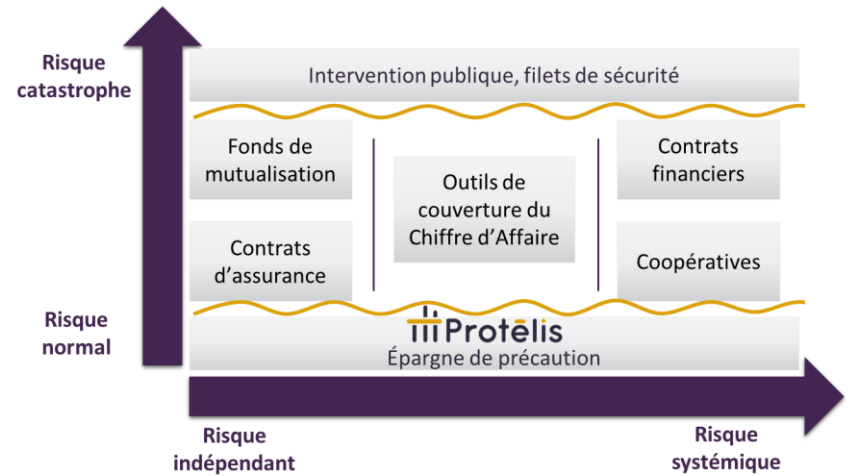 Risque
catastrophe
Intervention publique, filets de sécurité
Fonds de
mutualisation
Contrats
d'assurance
Outils de
couverture du
Chiffre d'Affaire
Contrats
financiers
Coopératives
Risque
normal
Protēlis
Épargne de précaution
Risque
indépendant
Risque
systémique